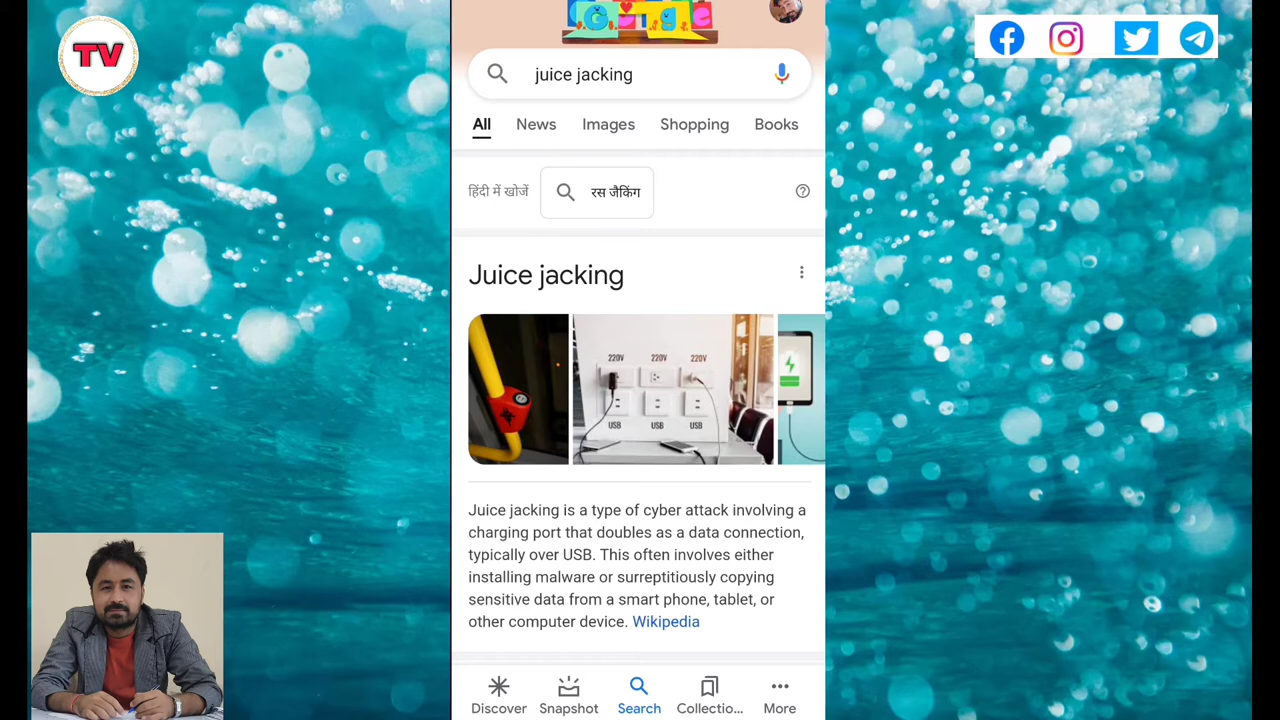 TV
Google
juice jacking
All News Images Shopping Books
हिंदी में खोजें रस जैकिंग
Juice jacking
220V 220V 220V
USB USB USB
Juice jacking is a type of cyber attack involving a
charging port that doubles as a data connection,
typically over USB. This often involves either
installing malware or surreptitiously copying
sensitive data from a smart phone, tablet, or
other computer device. Wikipedia
Discover Snapshot Search Collectio... More